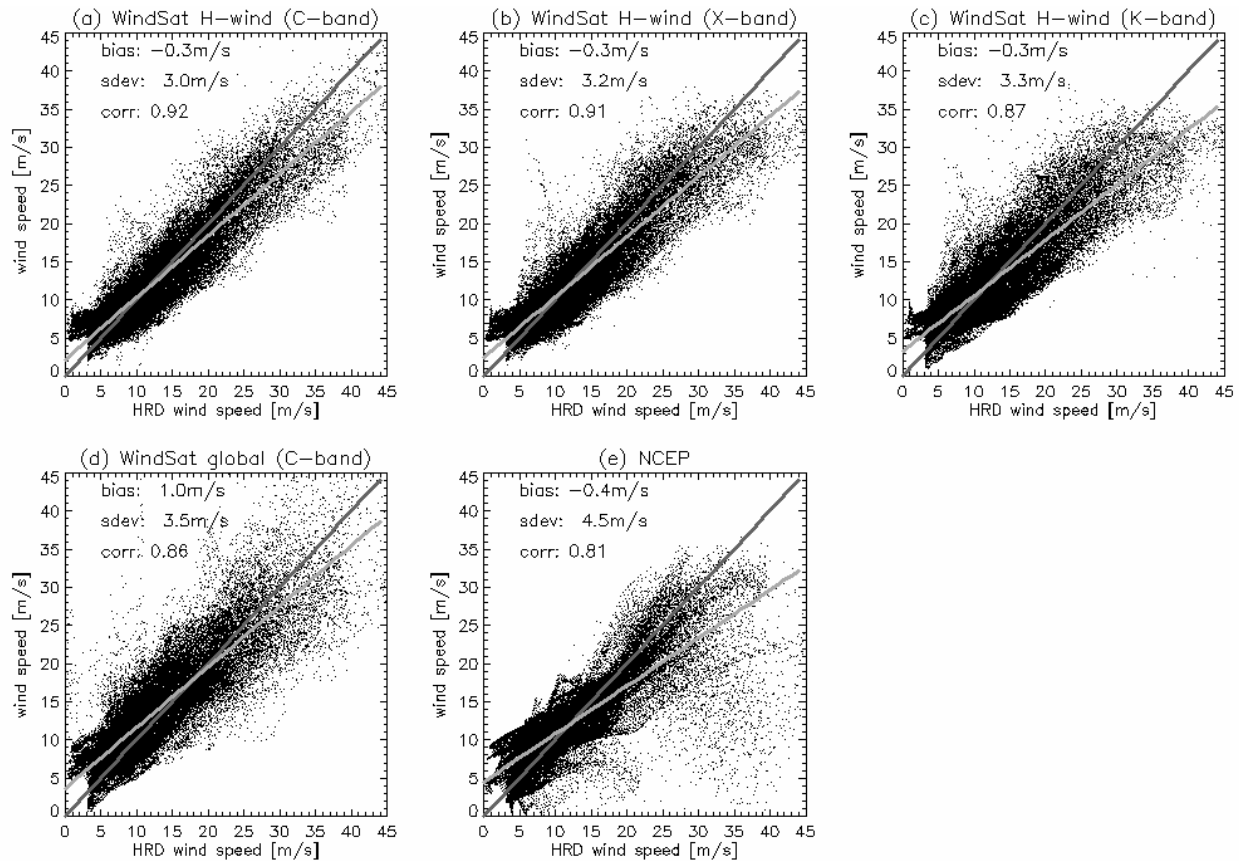 (a) WindSat H-wind (C-band)
bias: -0.3m/s
sdev: 3.0m/s
corr: 0.92
wind speed [m/s]
45
40
35
30
25
20
15
10
5
0
0 5 10 15 20 25 30 35 40 45
HRD wind speed [m/s]
(b) WindSat H-wind (X-band)
bias: -0.3m/s
sdev: 3.2m/s
corr: 0.91
wind speed [m/s]
45
40
35
30
25
20
15
10
5
0
0 5 10 15 20 25 30 35 40 45
HRD wind speed [m/s]
(c) WindSat H-wind (K-band)
bias: -0.3m/s
sdev: 3.3m/s
corr: 0.87
wind speed [m/s]
45
40
35
30
25
20
15
10
5
0
0 5 10 15 20 25 30 35 40 45
HRD wind speed [m/s]
(d) WindSat global (C-band)
bias: 1.0m/s
sdev: 3.5m/s
corr: 0.86
wind speed [m/s]
45
40
35
30
25
20
15
10
5
0
0 5 10 15 20 25 30 35 40 45
HRD wind speed [m/s]
(e) NCEP
bias: -0.4m/s
sdev: 4.5m/s
corr: 0.81
wind speed [m/s]
45
40
35
30
25
20
15
10
5
0
0 5 10 15 20 25 30 35 40 45
HRD wind speed [m/s]